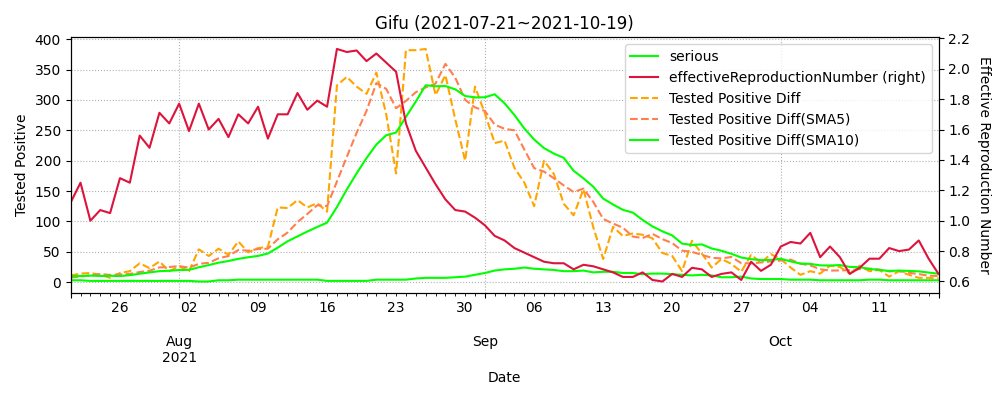 Gifu (2021-07-21~2021-10-19)
serious
effectiveReproductionNumber (right)
Tested Positive Diff
Tested Positive Diff(SMA5)
Tested Positive Diff(SMA10)
Tested Positive
400
350
300
250
200
150
100
50
0
Effective Reproduction Number
2.2
2.0
1.8
1.6
1.4
1.2
1.0
0.8
0.6
26 02 09 16 23 30 06 13 20 27 04 11
Aug Sep Oct
2021
Date